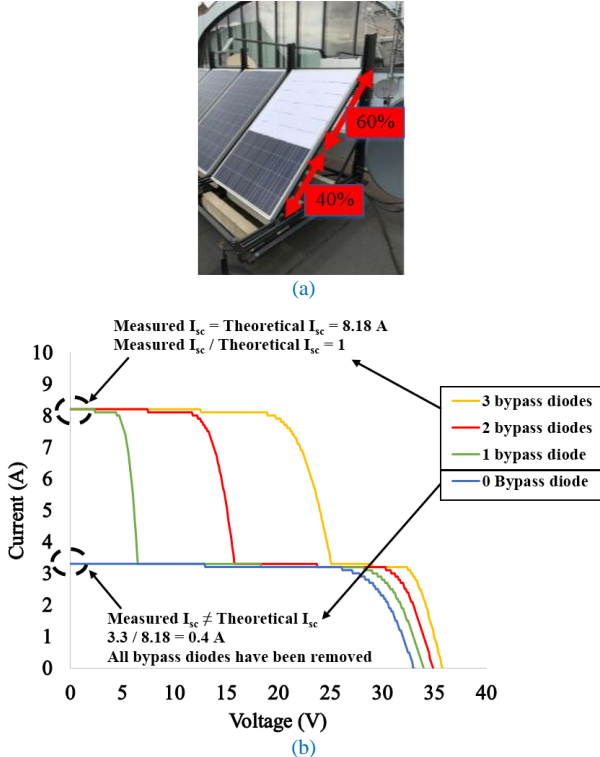 60%
40%
(a)
Measured Isc = Theoretical Isc = 8.18 A
Measured Isc / Theoretical Isc = 1
10
9
8
7
6
5
4
3
2
1
0
Current (A)
3 bypass diodes
2 bypass diodes
1 bypass diode
0 Bypass diode
Measured Isc ≠ Theoretical Isc
3.3 / 8.18 = 0.4 A
All bypass diodes have been removed
0 5 10 15 20 25 30 35 40
Voltage (V)
(b)